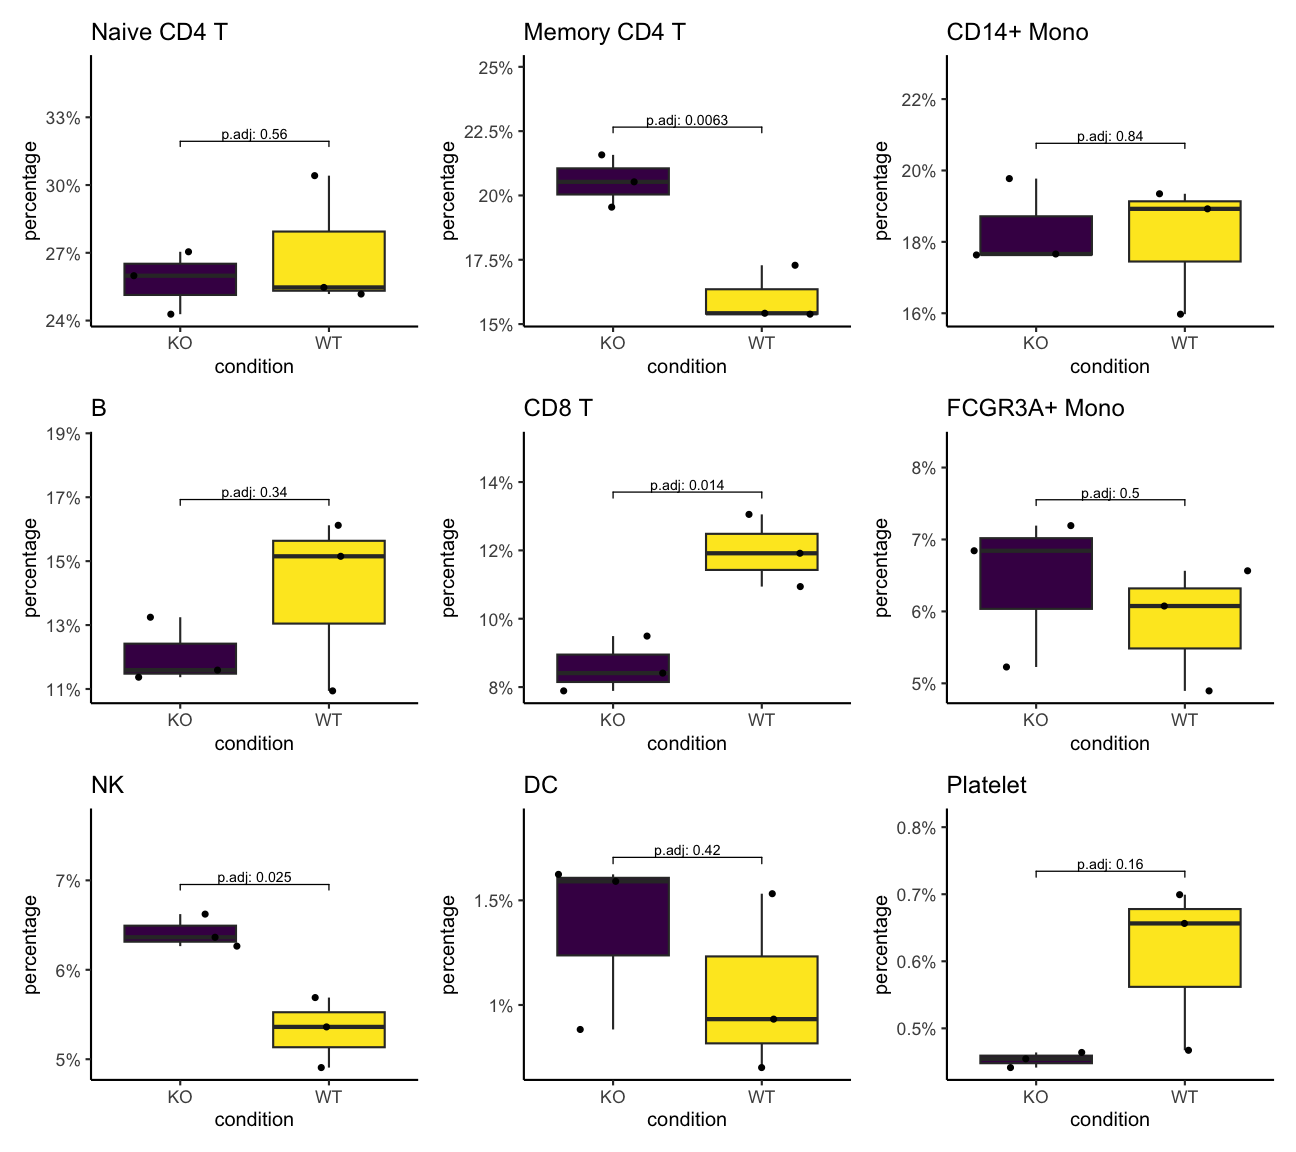 Naive CD4 T
percentage
33%
30%
27%
24%
p.adj: 0.56
KO
WT
condition
Memory CD4 T
percentage
25%
22.5%
20%
17.5%
15%
p.adj: 0.0063
KO
WT
condition
CD14+ Mono
percentage
22%
20%
18%
16%
p.adj: 0.84
KO
WT
condition
B
percentage
19%
17%
15%
13%
11%
p.adj: 0.34
KO
WT
condition
CD8 T
percentage
14%
12%
10%
8%
p.adj: 0.014
KO
WT
condition
FCGR3A+ Mono
percentage
8%
7%
6%
5%
p.adj: 0.5
KO
WT
condition
NK
percentage
7%
6%
5%
p.adj: 0.025
KO
WT
condition
DC
percentage
1.5%
1%
p.adj: 0.42
KO
WT
condition
Platelet
percentage
0.8%
0.7%
0.6%
0.5%
p.adj: 0.16
KO
WT
condition